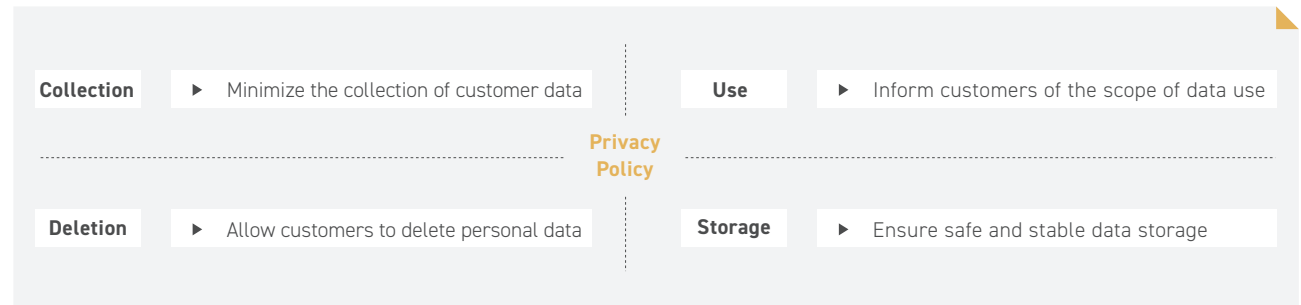 Collection ▶ Minimize the collection of customer data
Use ▶ Inform customers of the scope of data use
Privacy
Policy
Deletion ▶ Allow customers to delete personal data
Storage ▶ Ensure safe and stable data storage